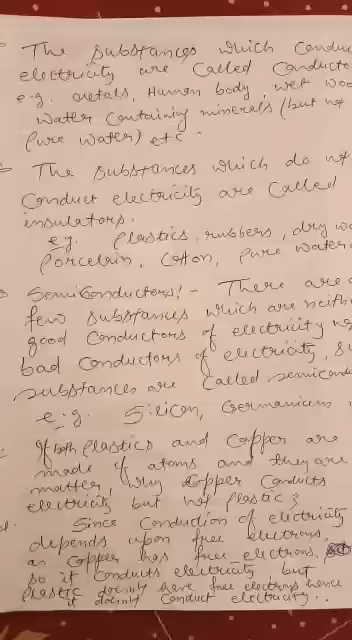 The substances which conduc
electricity are called conducto
e.g. metals, Human body, wet woo
water containing minerals (but not
pure water) etc -
The substances which do not
Conduct electricity are called
insulators.
e.g. plastics, rubbers, dry wo
porcelain, Cotton, pure water
Semiconductors:- There are a
few substances which are neith
good conductors of electricity n
bad conductors of electricity, su
substances are called semicond
e.g. Silicon, Germanium
If both plastics and Copper are
made of atoms and they are
matter, why copper conducts
electricity but not plastic?
Since Conduction of electricity
depends upon free electrons,
as Copper has free electrons,
so it conducts electricity but
plastic doesn't have free electrons hence
it doesn't conduct electricity..